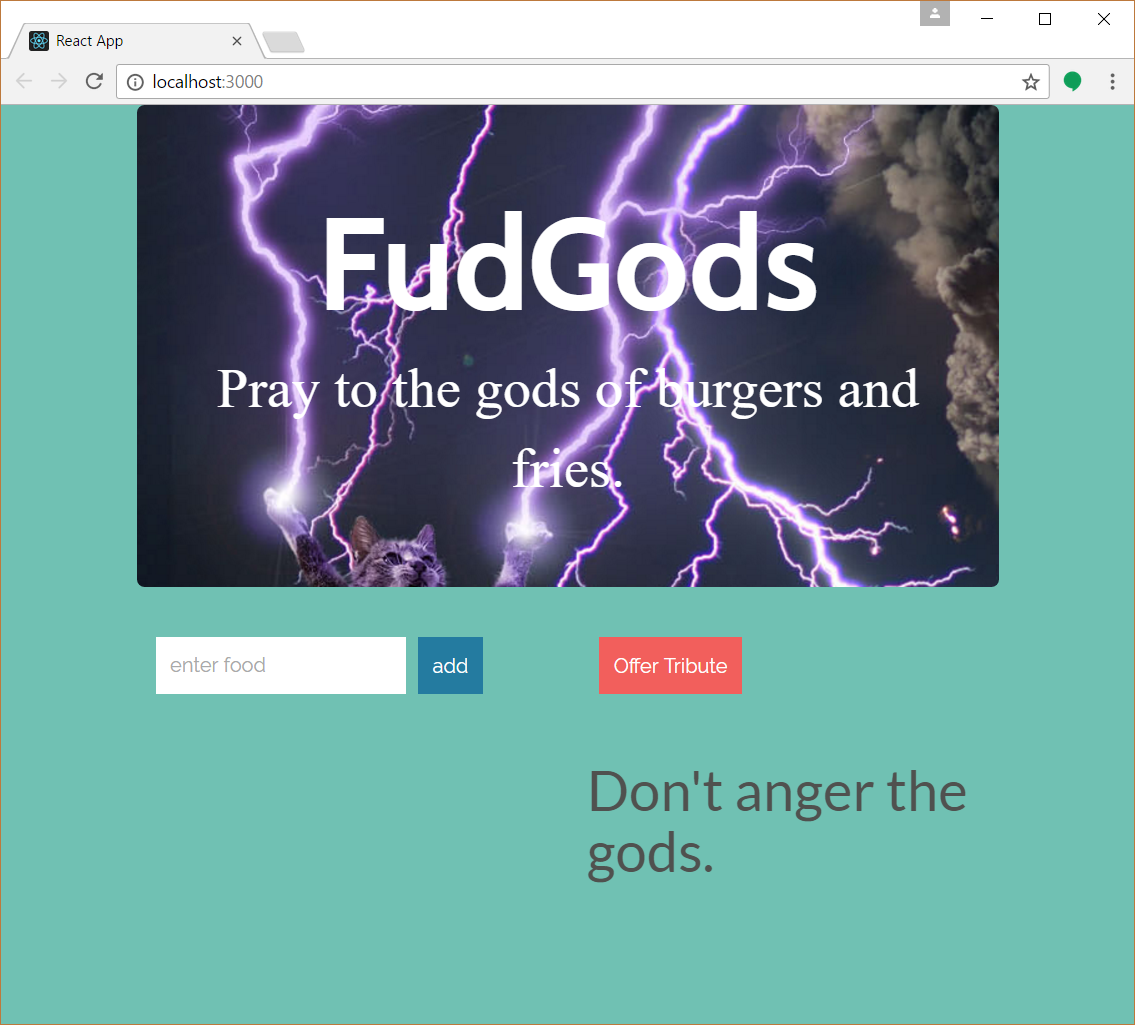 React App
localhost:3000
FudGods
Pray to the gods of burgers and
fries.
enter food
add
Offer Tribute
Don't anger the
gods.